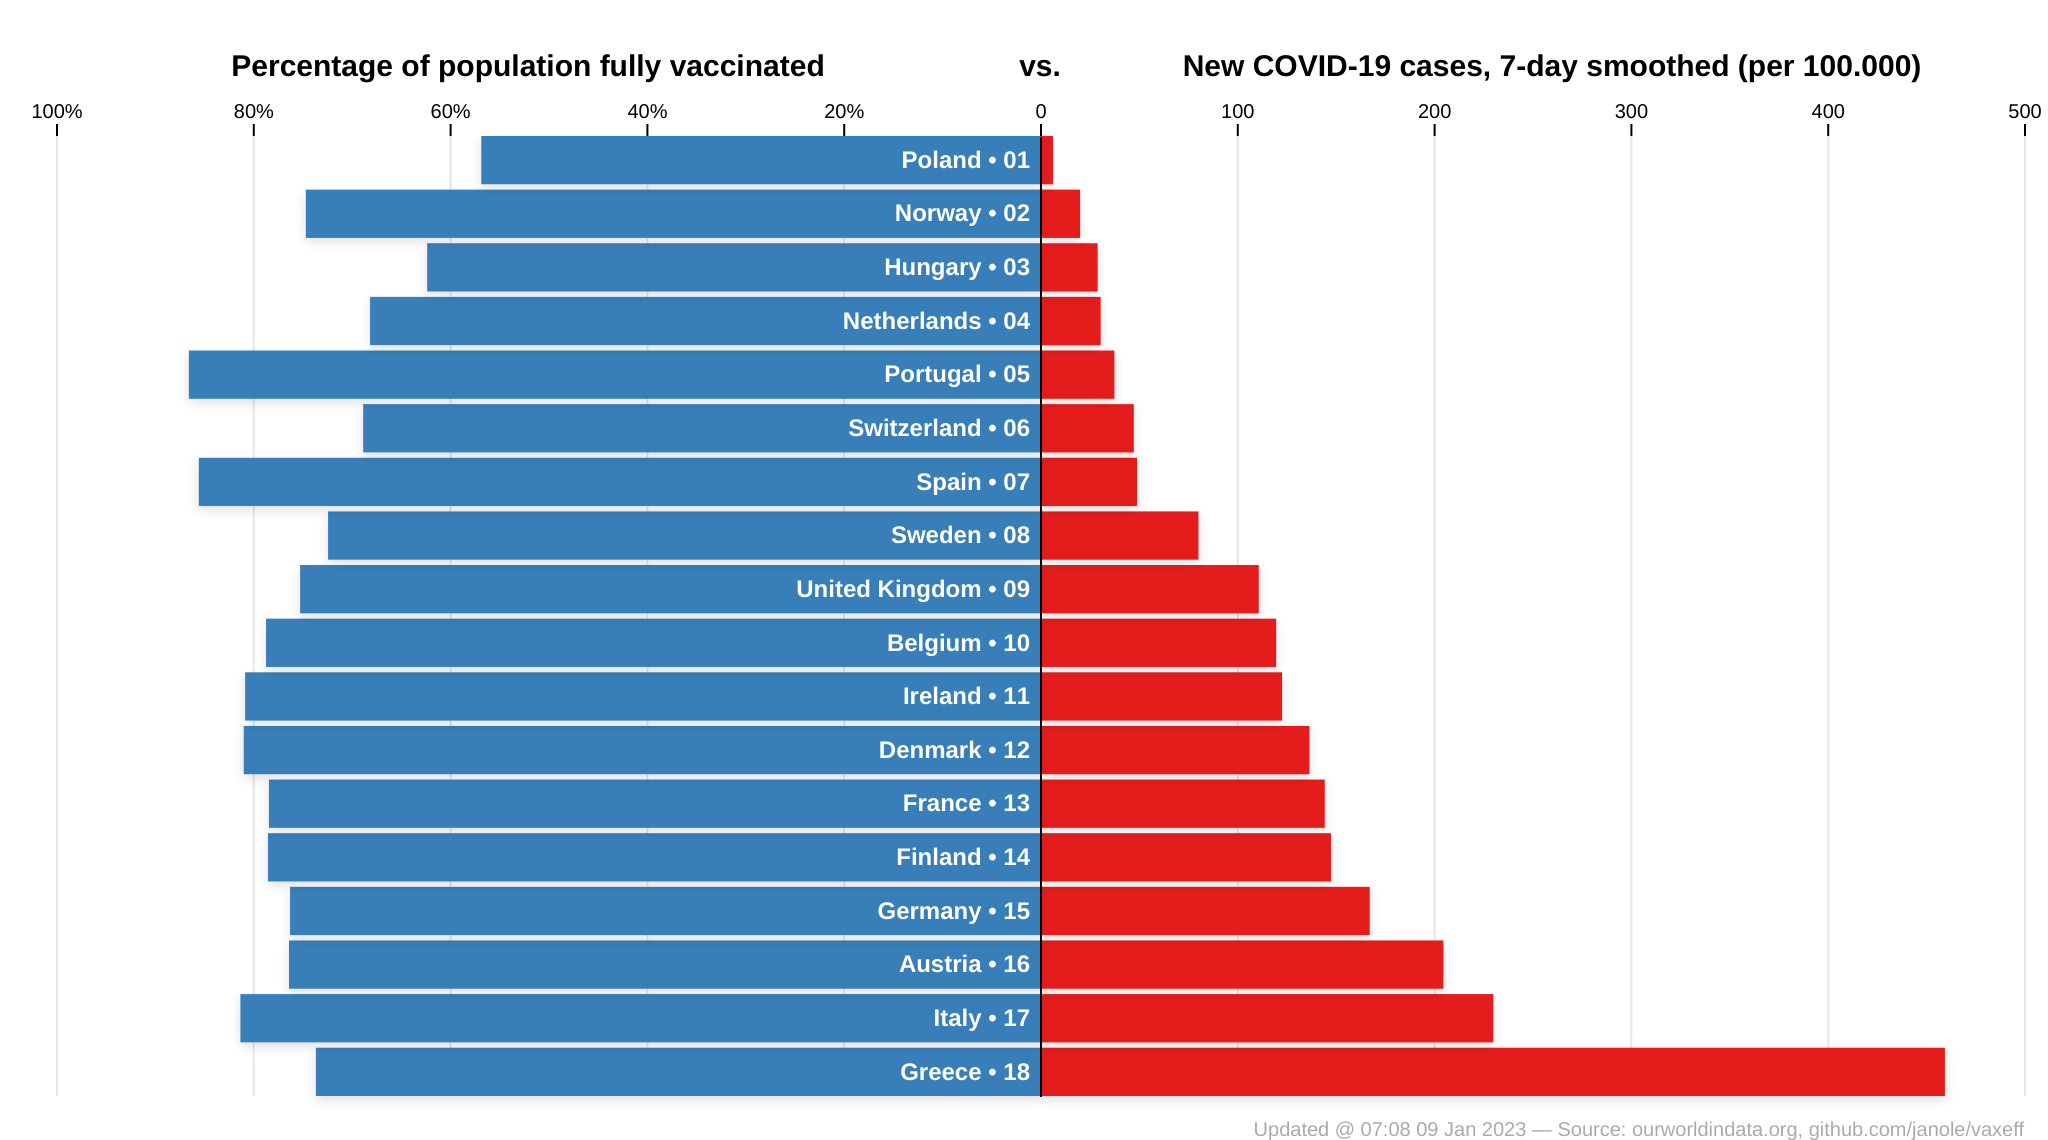 Percentage of population fully vaccinated vs. New COVID-19 cases, 7-day smoothed (per 100.000)
100% 80% 60% 40% 20% 0 100 200 300 400 500
Poland • 01
Norway • 02
Hungary • 03
Netherlands • 04
Portugal • 05
Switzerland • 06
Spain • 07
Sweden • 08
United Kingdom • 09
Belgium • 10
Ireland • 11
Denmark • 12
France • 13
Finland • 14
Germany • 15
Austria • 16
Italy • 17
Greece • 18
Updated @ 07:08 09 Jan 2023 — Source: ourworldindata.org, github.com/janole/vaxeff